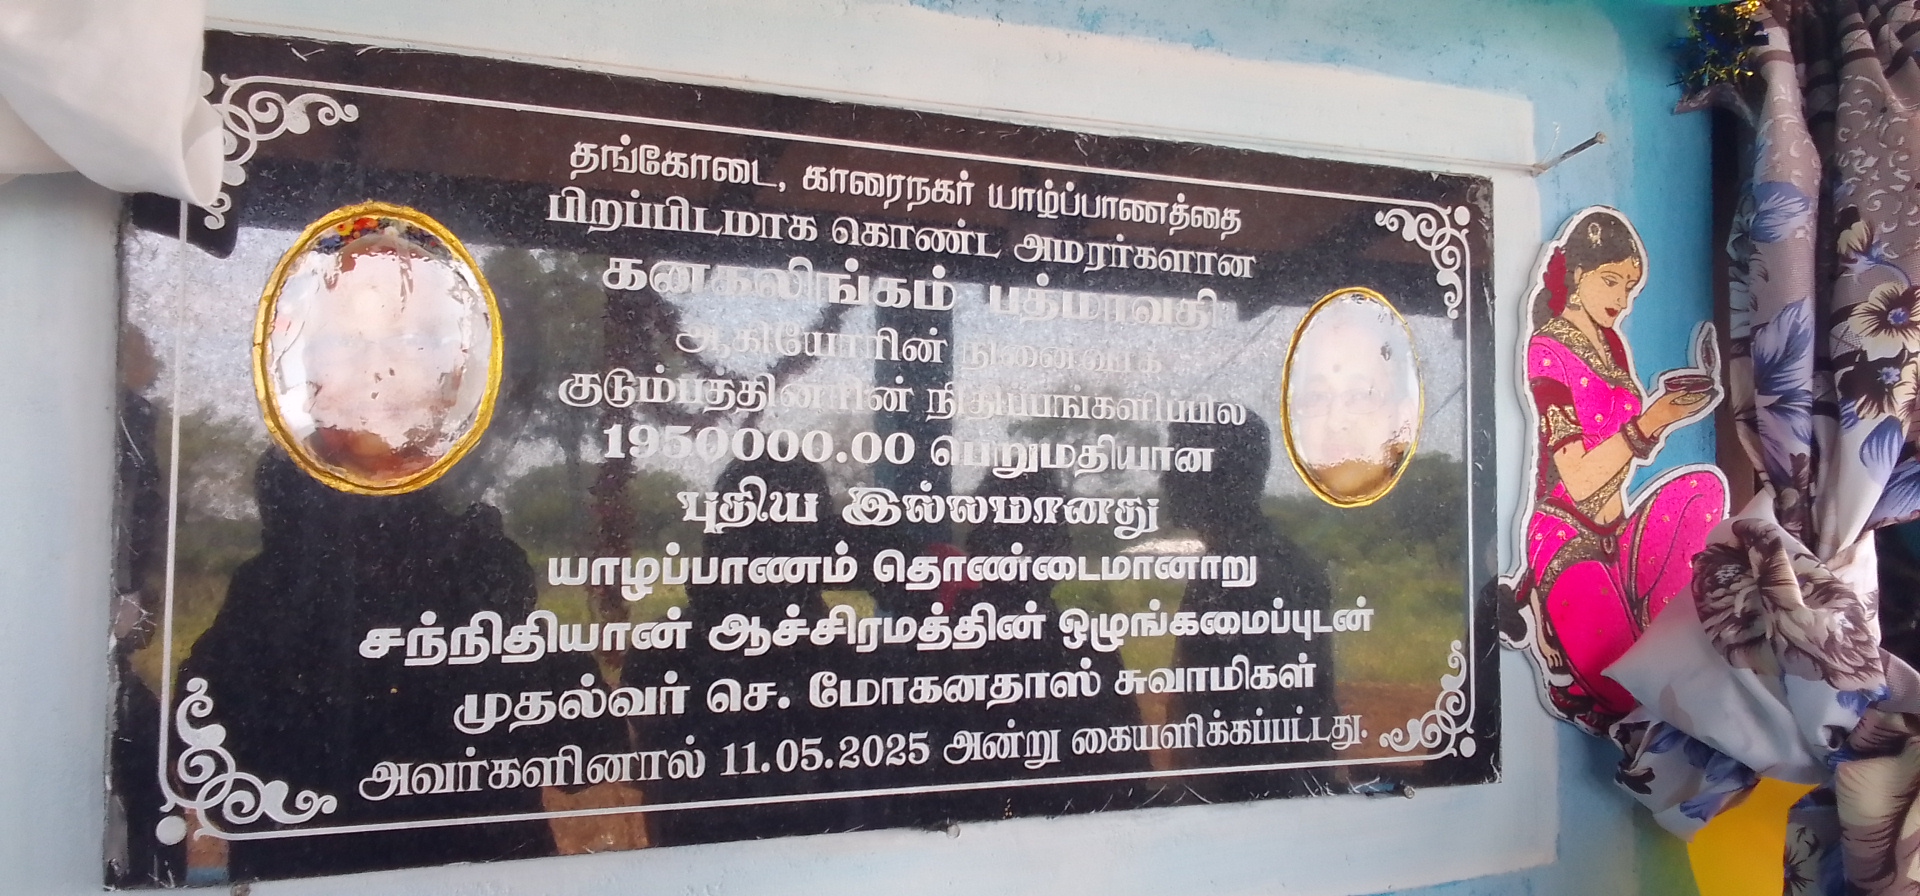 தங்கோடை, காரைநகர் யாழ்ப்பாணத்தை
பிறப்பிடமாக கொண்ட அமரர்களான
கனகலிங்கம் பத்மாவதி
ஆகியோரின் நினைவாக
குடும்பத்தினரின் நிதிப்பங்களிப்பில்
1950000.00 பெறுமதியான
புதிய இல்லமானது
யாழப்பாணம் தொண்டைமானாறு
சந்நிதியான் ஆச்சிரமத்தின் ஒழுங்கமைப்புடன்
முதல்வர் செ. மோகனதாஸ் சுவாமிகள்
அவர்களினால் 11.05.2025 அன்று கையளிக்கப்பட்டது.